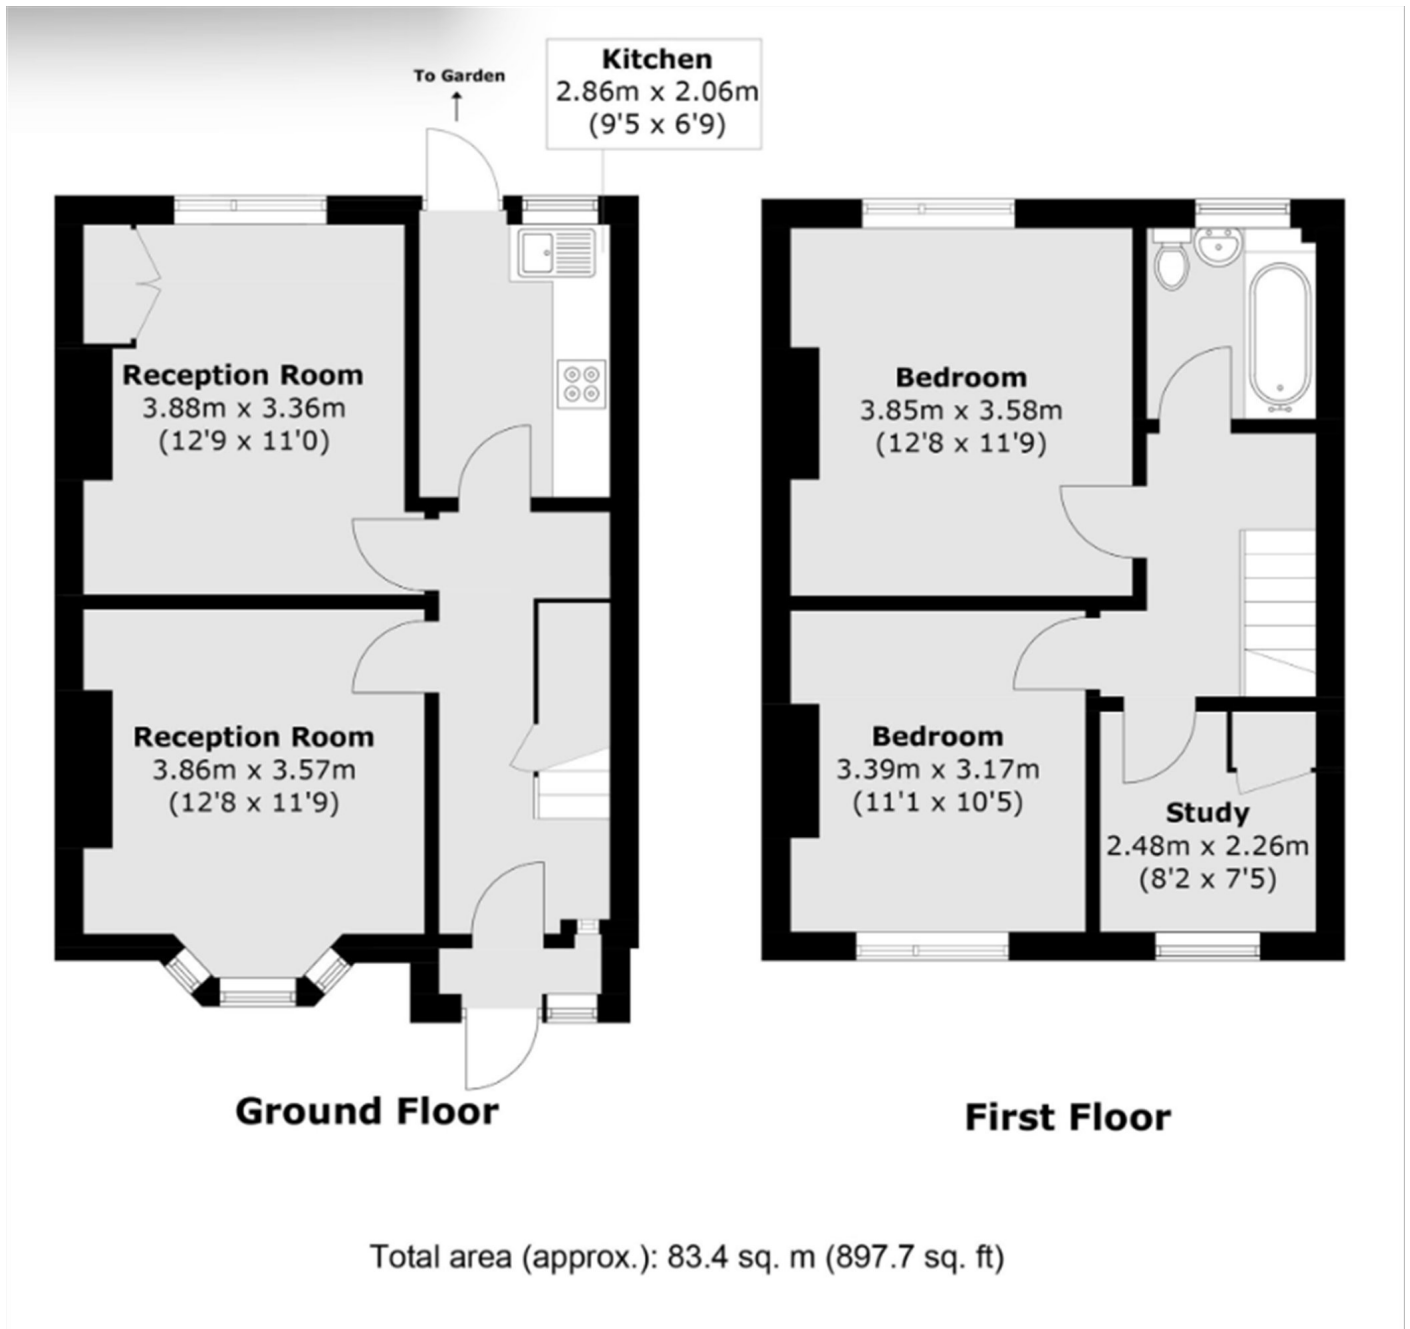 To Garden
Kitchen
2.86m x 2.06m
(9'5 x 6'9)
Reception Room
3.88m x 3.36m
(12'9 x 11'0)
Reception Room
3.86m x 3.57m
(12'8 x 11'9)
Ground Floor
Bedroom
3.85m x 3.58m
(12'8 x 11'9)
Bedroom
3.39m x 3.17m
(11'1 x 10'5)
Study
2.48m x 2.26m
(8'2 x 7'5)
First Floor
Total area (approx.): 83.4 sq. m (897.7 sq. ft)